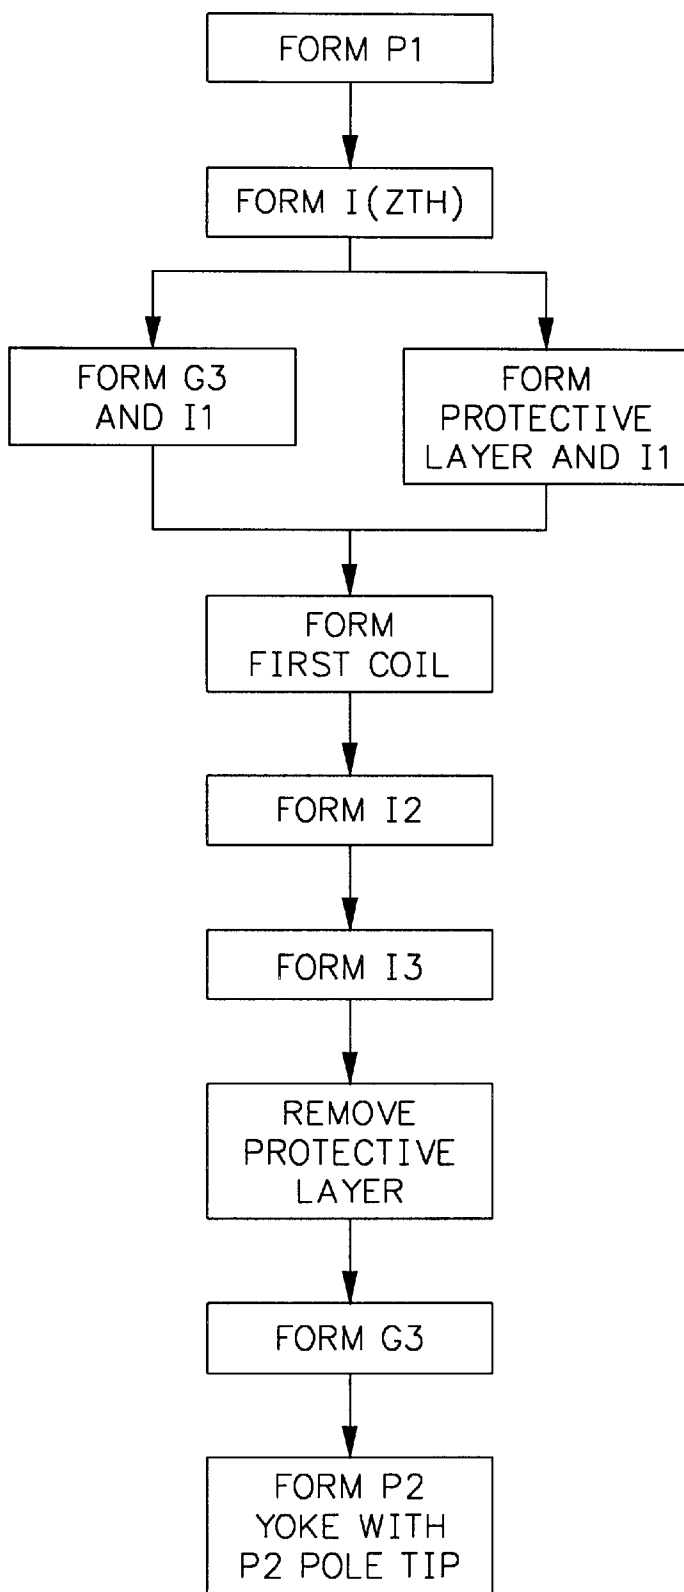 FORM P1
FORM I(ZTH)
FORM G3
AND I1
FORM
PROTECTIVE
LAYER AND I1
FORM
FIRST COIL
FORM I2
FORM I3
REMOVE
PROTECTIVE
LAYER
FORM G3
FORM P2
YOKE WITH
P2 POLE TIP